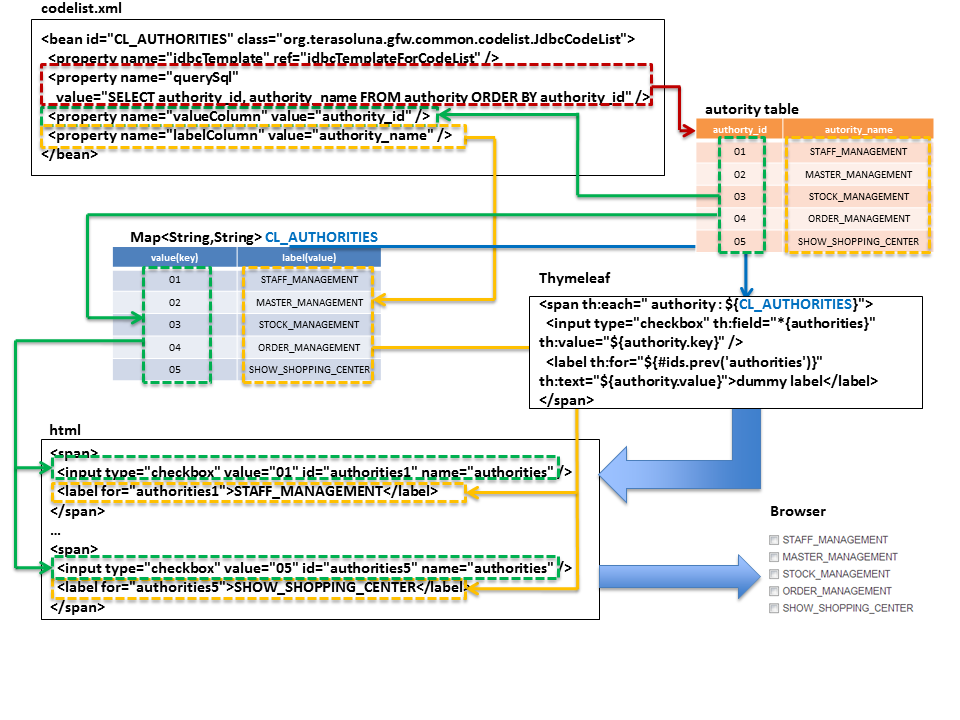 codelist.xml
<bean id="CL_AUTHORITIES" class="org.terasoluna.gfw.common.codelist.JdbcCodeList">
<property name="jdbcTemplate" ref="jdbcTemplateForCodeList" />
<property name="querySql"
value="SELECT authority_id, authority_name FROM authority ORDER BY authority_id" />
<property name="valueColumn" value="authority_id" />
<property name="labelColumn" value="authority_name" />
</bean>
autority table
authorty_id autority_name
01 STAFF_MANAGEMENT
02 MASTER_MANAGEMENT
03 STOCK_MANAGEMENT
04 ORDER_MANAGEMENT
05 SHOW_SHOPPING_CENTER
Map<String,String> CL_AUTHORITIES
value(key) label(value)
01 STAFF_MANAGEMENT
02 MASTER_MANAGEMENT
03 STOCK_MANAGEMENT
04 ORDER_MANAGEMENT
05 SHOW_SHOPPING_CENTER
Thymeleaf
<span th:each=" authority : ${CL_AUTHORITIES}">
<input type="checkbox" th:field="*{authorities}"
th:value="${authority.key}" />
<label th:for="${#ids.prev('authorities')}"
th:text="${authority.value}">dummy label</label>
</span>
html
<span>
<input type="checkbox" value="01" id="authorities1" name="authorities" />
<label for="authorities1">STAFF_MANAGEMENT</label>
</span>
...
<span>
<input type="checkbox" value="05" id="authorities5" name="authorities" />
<label for="authorities5">SHOW_SHOPPING_CENTER</label>
</span>
Browser
STAFF_MANAGEMENT
MASTER_MANAGEMENT
STOCK_MANAGEMENT
ORDER_MANAGEMENT
SHOW_SHOPPING_CENTER